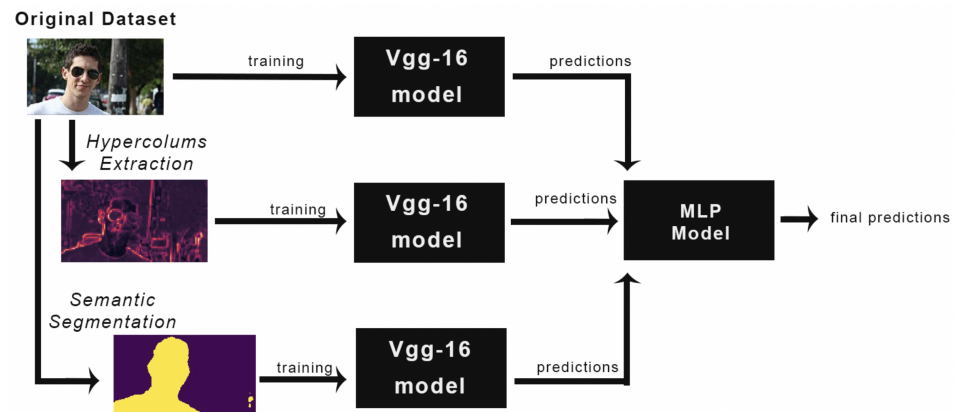 Original Dataset
training
Vgg-16
model
predictions
Hypercolums
Extraction
training
Vgg-16
model
predictions
MLP
Model
final predictions
Semantic
Segmentation
training
Vgg-16
model
predictions